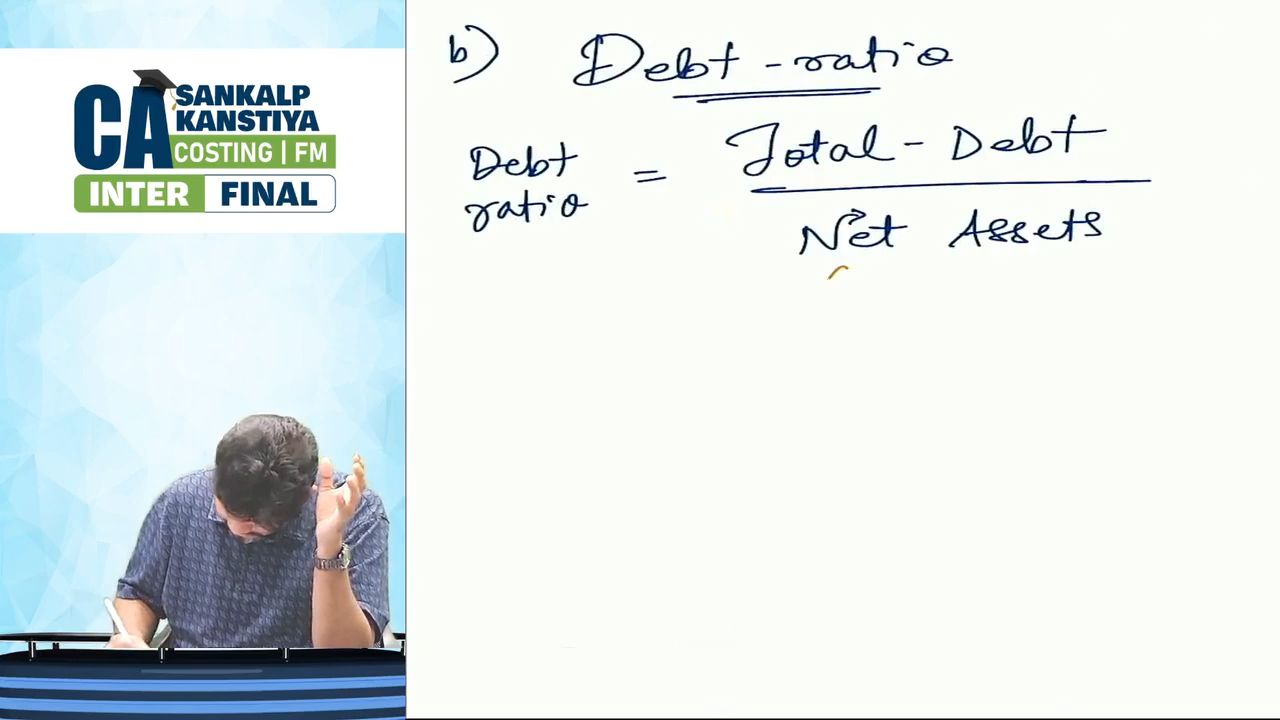 CA SANKALP
KANSTIYA
COSTING | FM
INTER FINAL
b) Debt-ratio
Debt ratio = Total-Debt
Net Assets